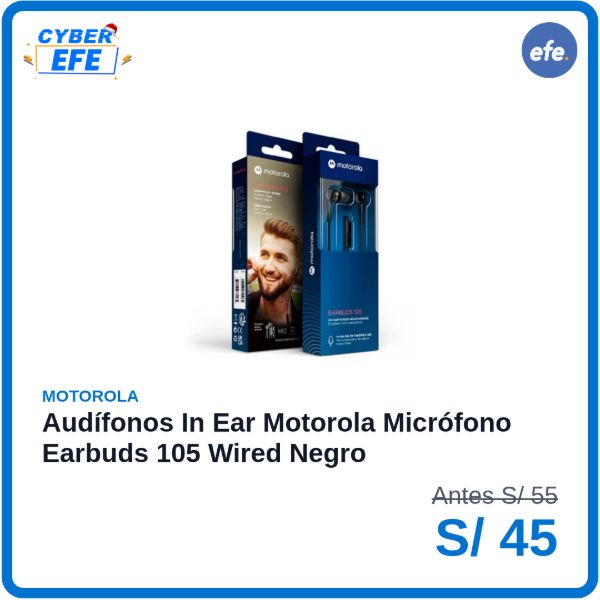 CYBER
EFE
efe.
motorola
motorola
motorola
EARBUDS 105
MOTOROLA
Audífonos In Ear Motorola Micrófono
Earbuds 105 Wired Negro
Antes S/ 55
S/ 45